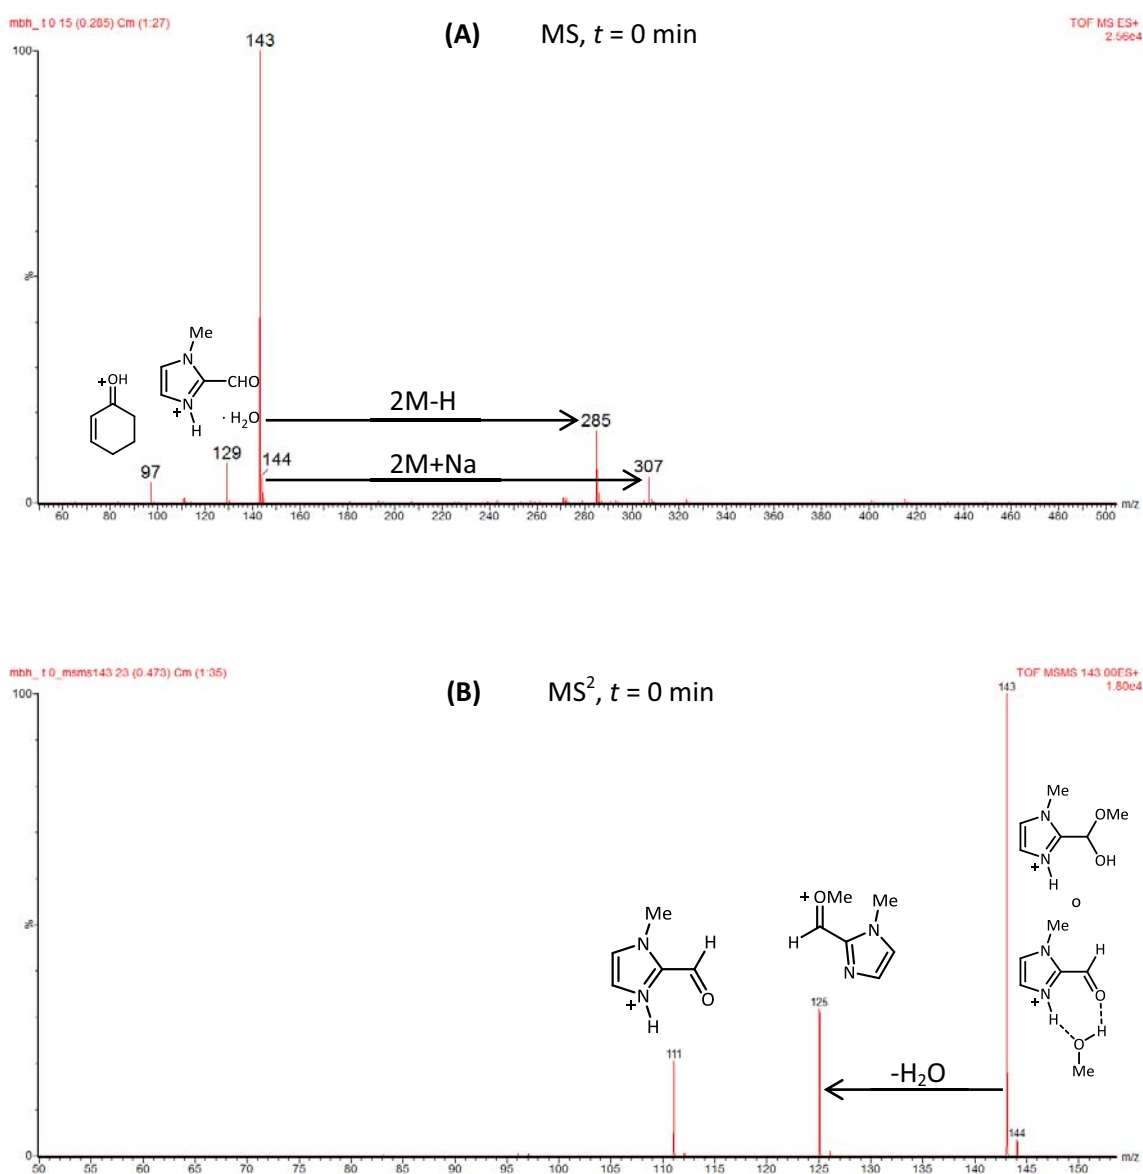 mbh_ t 0 15 (0.285) Cm (1:27)
(A) MS, t = 0 min
TOF MS ES+
2.56e4
100
%
0
143
Me
N
CHO
N
+
H
· H₂O
+OH
97
129
144
2M-H
285
2M+Na
307
60 80 100 120 140 160 180 200 220 240 260 280 300 320 340 360 380 400 420 440 460 480 500 m/z
mbh_ t 0_msms143 23 (0.473) Cm (1:35)
(B) MS², t = 0 min
TOF MSMS 143.00ES+
1.80e4
100
%
0
143
Me
N
OMe
N
+
H
OH
o
Me
N
H
N
+
O
H
H
O
Me
+OMe
Me
H
N
N
125
Me
N
H
N
+
O
H
111
-H₂O
144
50 55 60 65 70 75 80 85 90 95 100 105 110 115 120 125 130 135 140 145 150 m/z